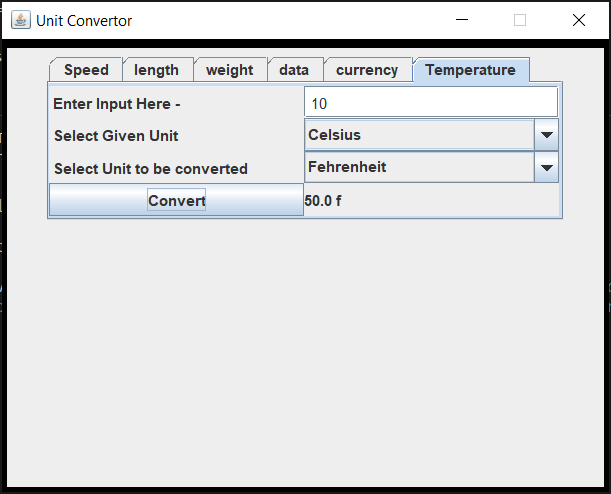 Unit Convertor
Speed length weight data currency Temperature
Enter Input Here - 10
Select Given Unit Celsius
Select Unit to be converted Fehrenheit
Convert 50.0 f